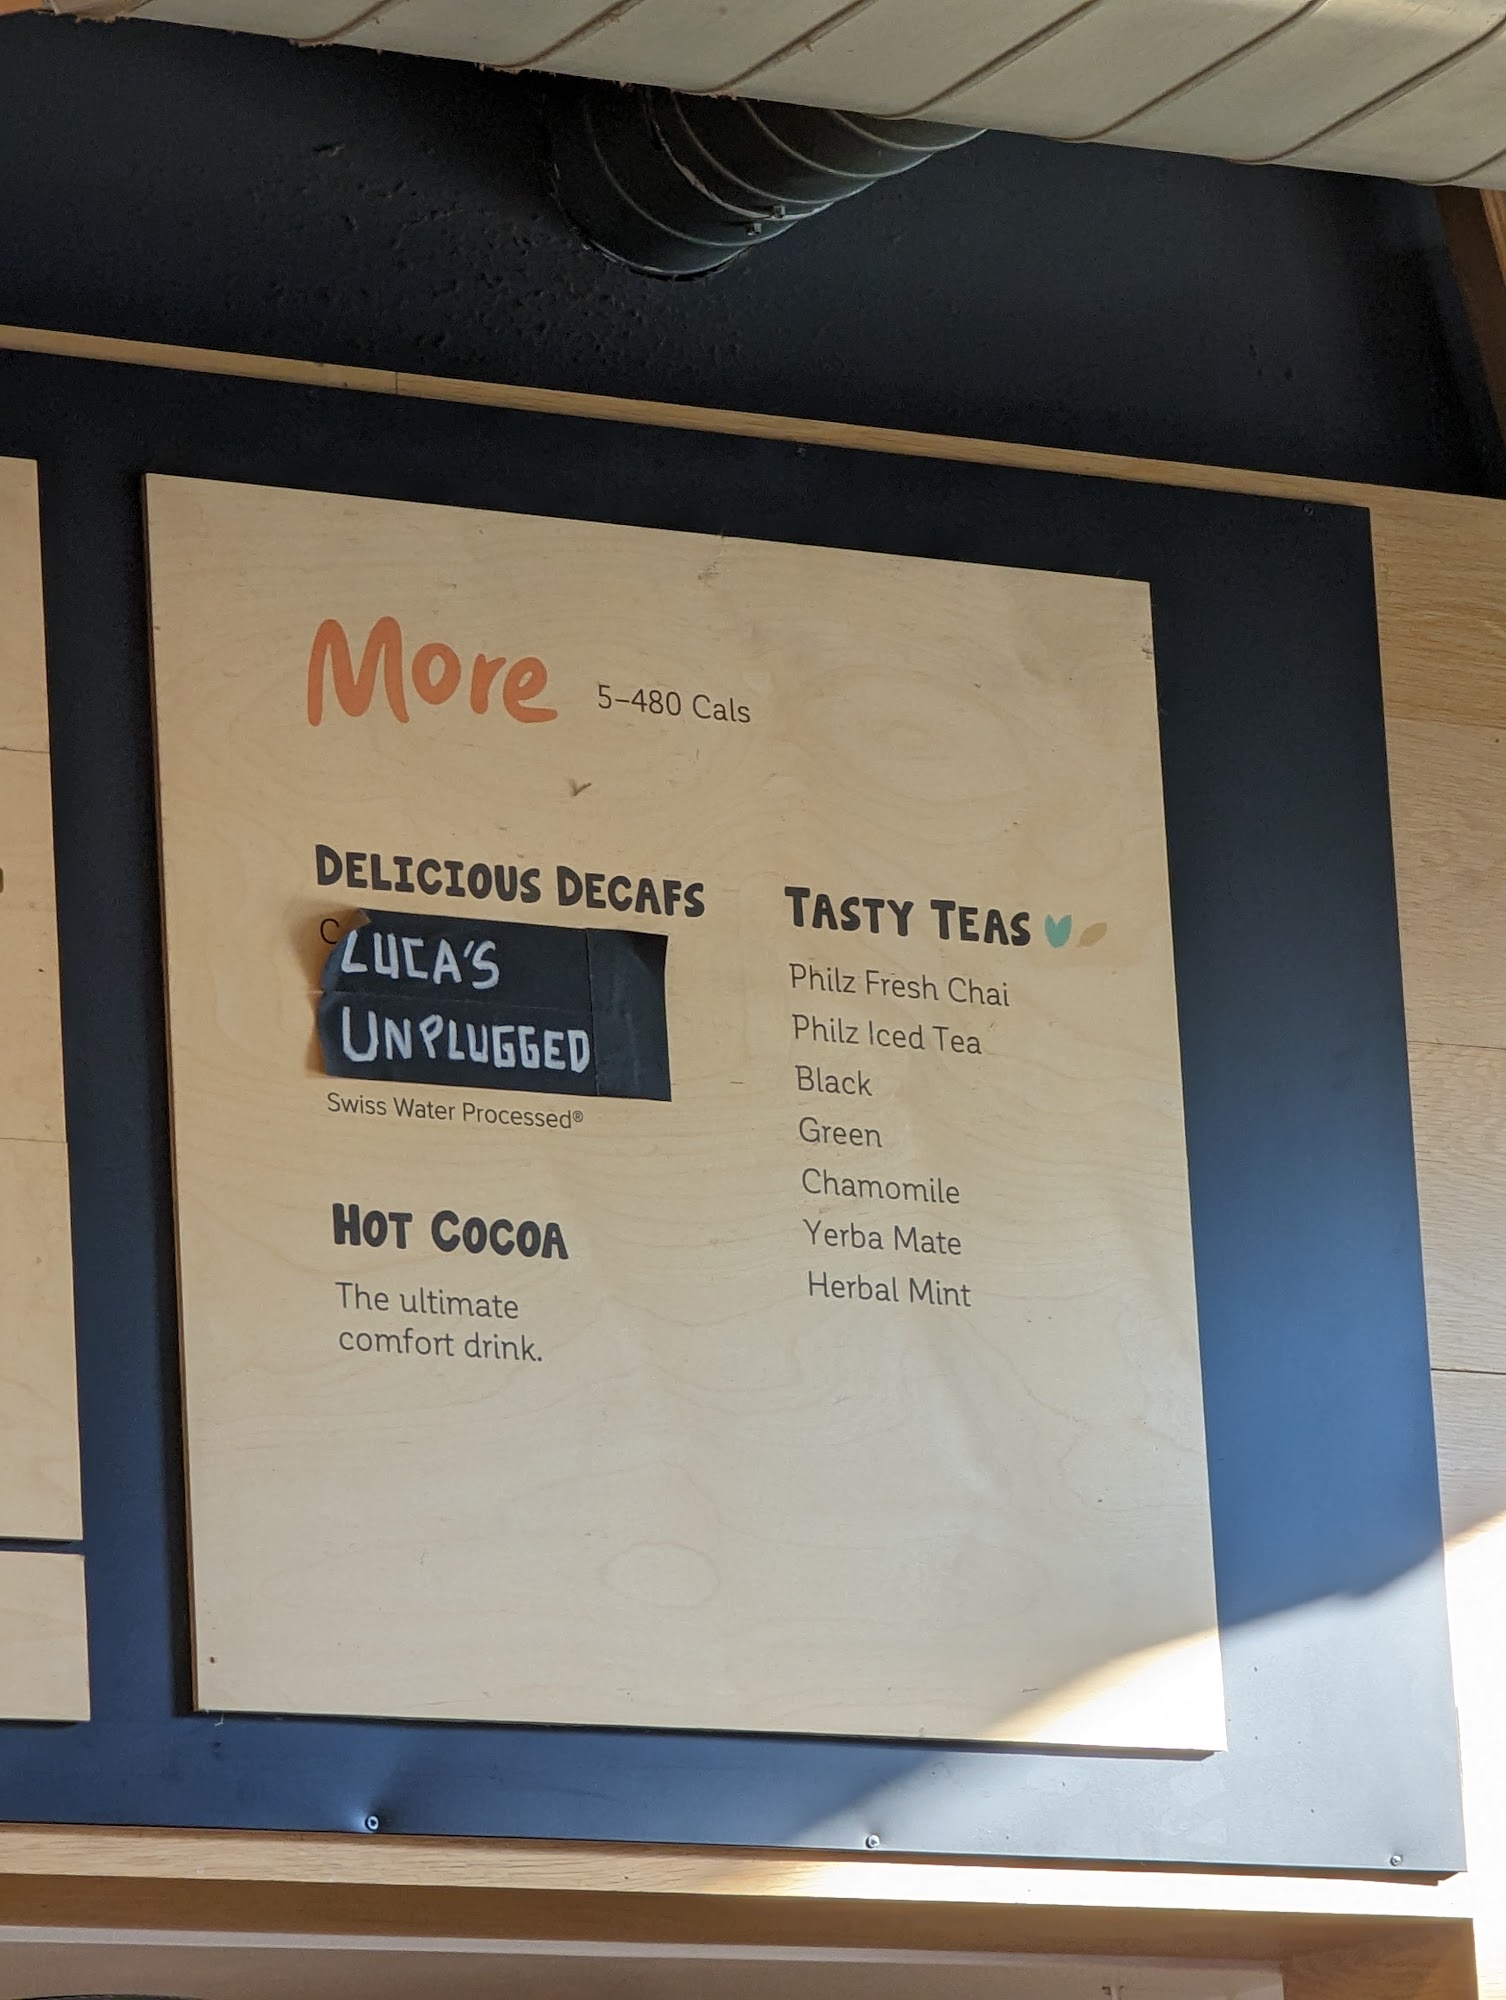 More 5–480 Cals
DELICIOUS DECAFS
LUCA'S
UNPLUGGED
Swiss Water Processed®
HOT COCOA
The ultimate
comfort drink.
TASTY TEAS
Philz Fresh Chai
Philz Iced Tea
Black
Green
Chamomile
Yerba Mate
Herbal Mint